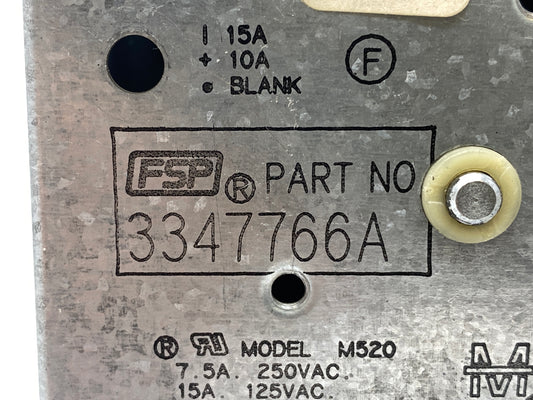 | 15A
+ 10A
• BLANK
F
FSP ® PART NO
3347766A
® MODEL M520
7.5A. 250VAC.
15A. 125VAC.
M